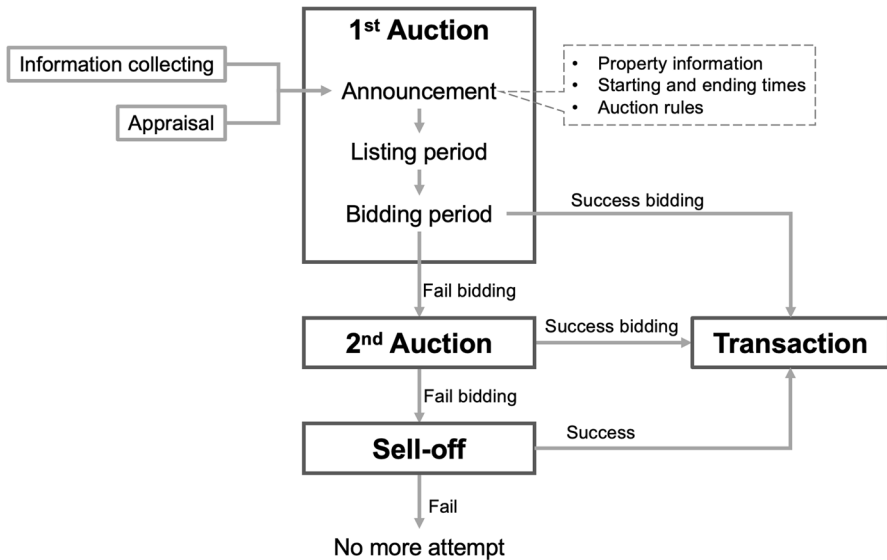 1st Auction
Information collecting
Appraisal
Announcement
• Property information
• Starting and ending times
• Auction rules
Listing period
Bidding period
Success bidding
Fail bidding
2nd Auction
Success bidding
Transaction
Fail bidding
Sell-off
Success
Fail
No more attempt